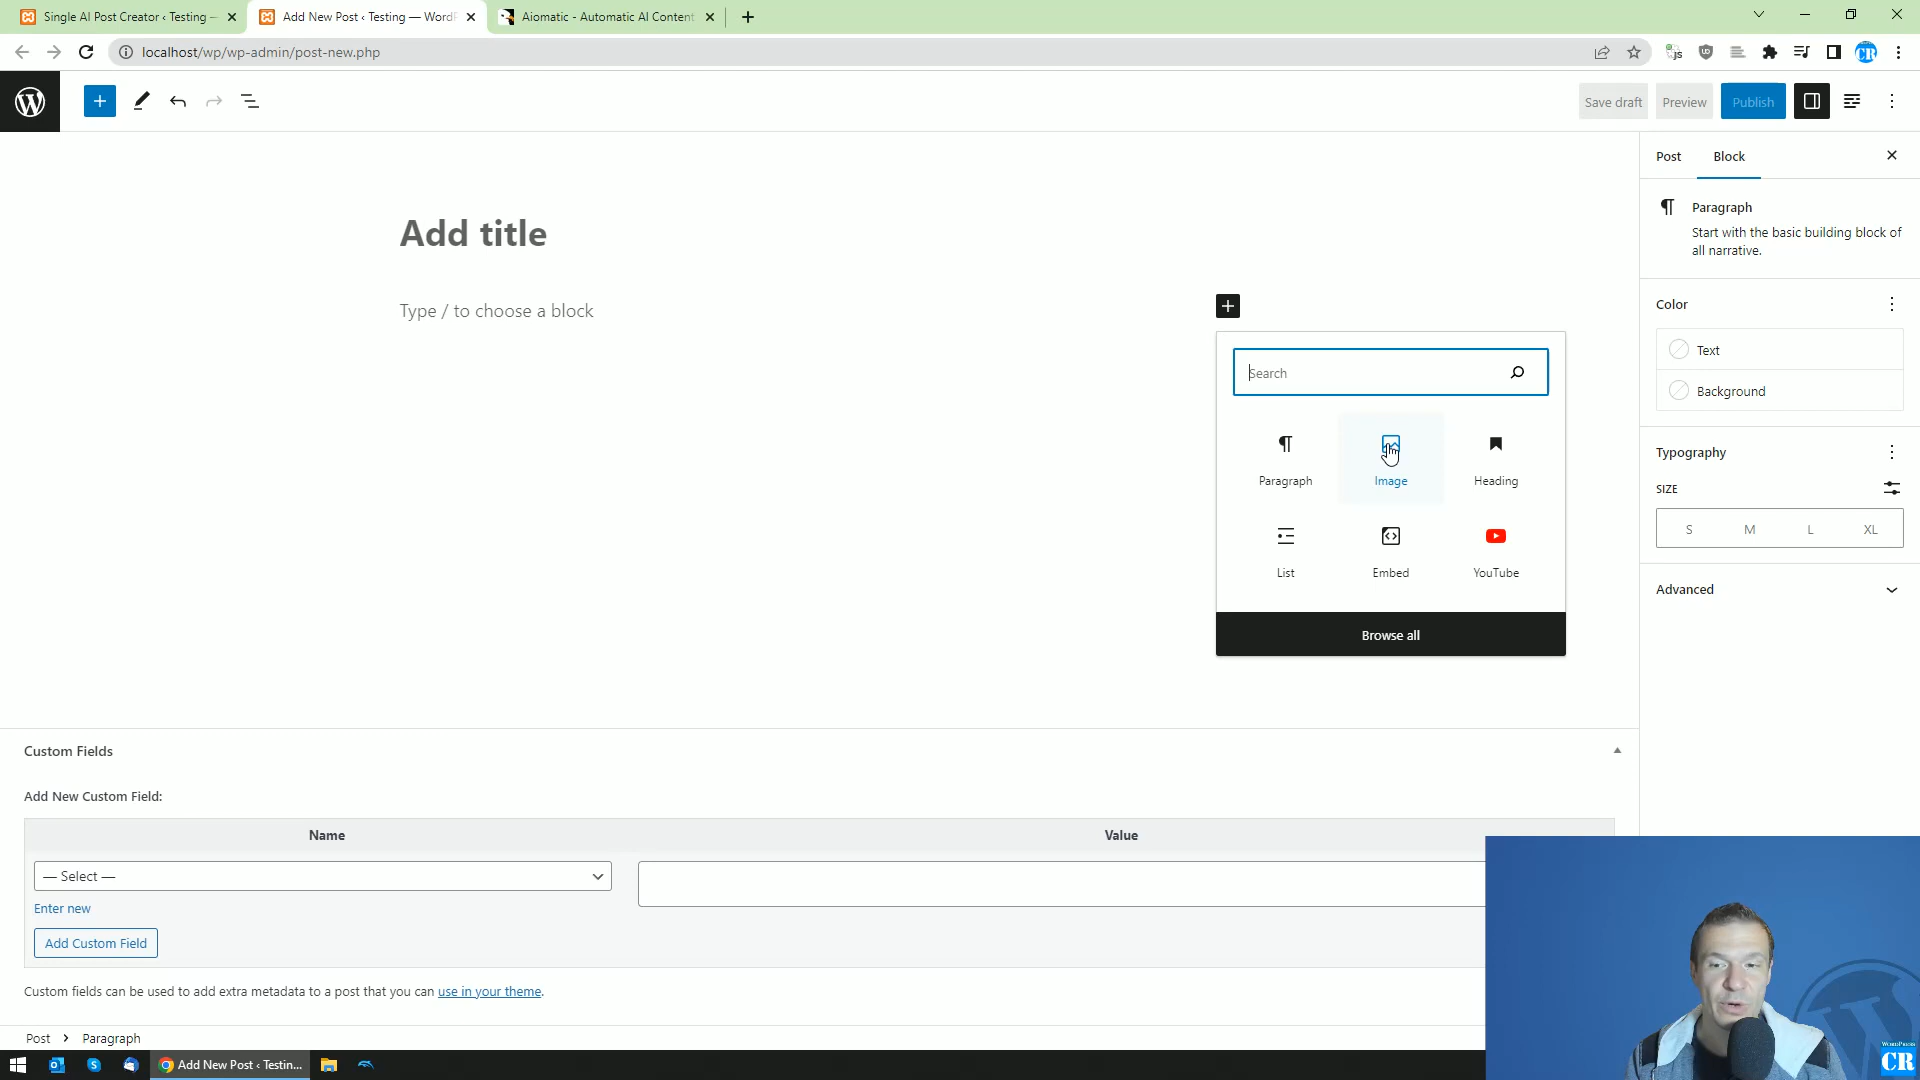 Single AI Post Creator ‹ Testing —
Add New Post ‹ Testing — WordP
Aiomatic - Automatic AI Content
localhost/wp/wp-admin/post-new.php
Save draft
Preview
Publish
Post
Block
Paragraph
Start with the basic building block of
all narrative.
Add title
Type / to choose a block
Search
Paragraph
Image
Heading
List
Embed
YouTube
Browse all
Color
Text
Background
Typography
SIZE
S
M
L
XL
Advanced
Custom Fields
Add New Custom Field:
Name
Value
— Select —
Enter new
Add Custom Field
Custom fields can be used to add extra metadata to a post that you can use in your theme.
Post
Paragraph
Add New Post ‹ Testin...
WORDPRESS
CR